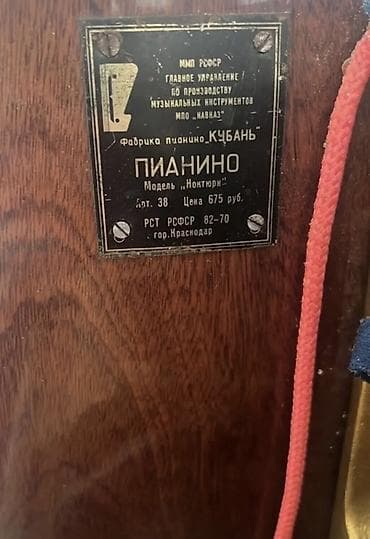 ММП РСФСР
ГЛАВНОЕ УПРАВЛЕНИЕ
ПО ПРОИЗВОДСТВУ
МУЗЫКАЛЬНЫХ ИНСТРУМЕНТОВ
МПО „КАВКАЗ"
Фабрика пианино „КУБАНЬ"
ПИАНИНО
Модель „Ноктюрн"
Арт. 38 Цена 675 руб.
РСТ РСФСР 82-70
гор. Краснодар